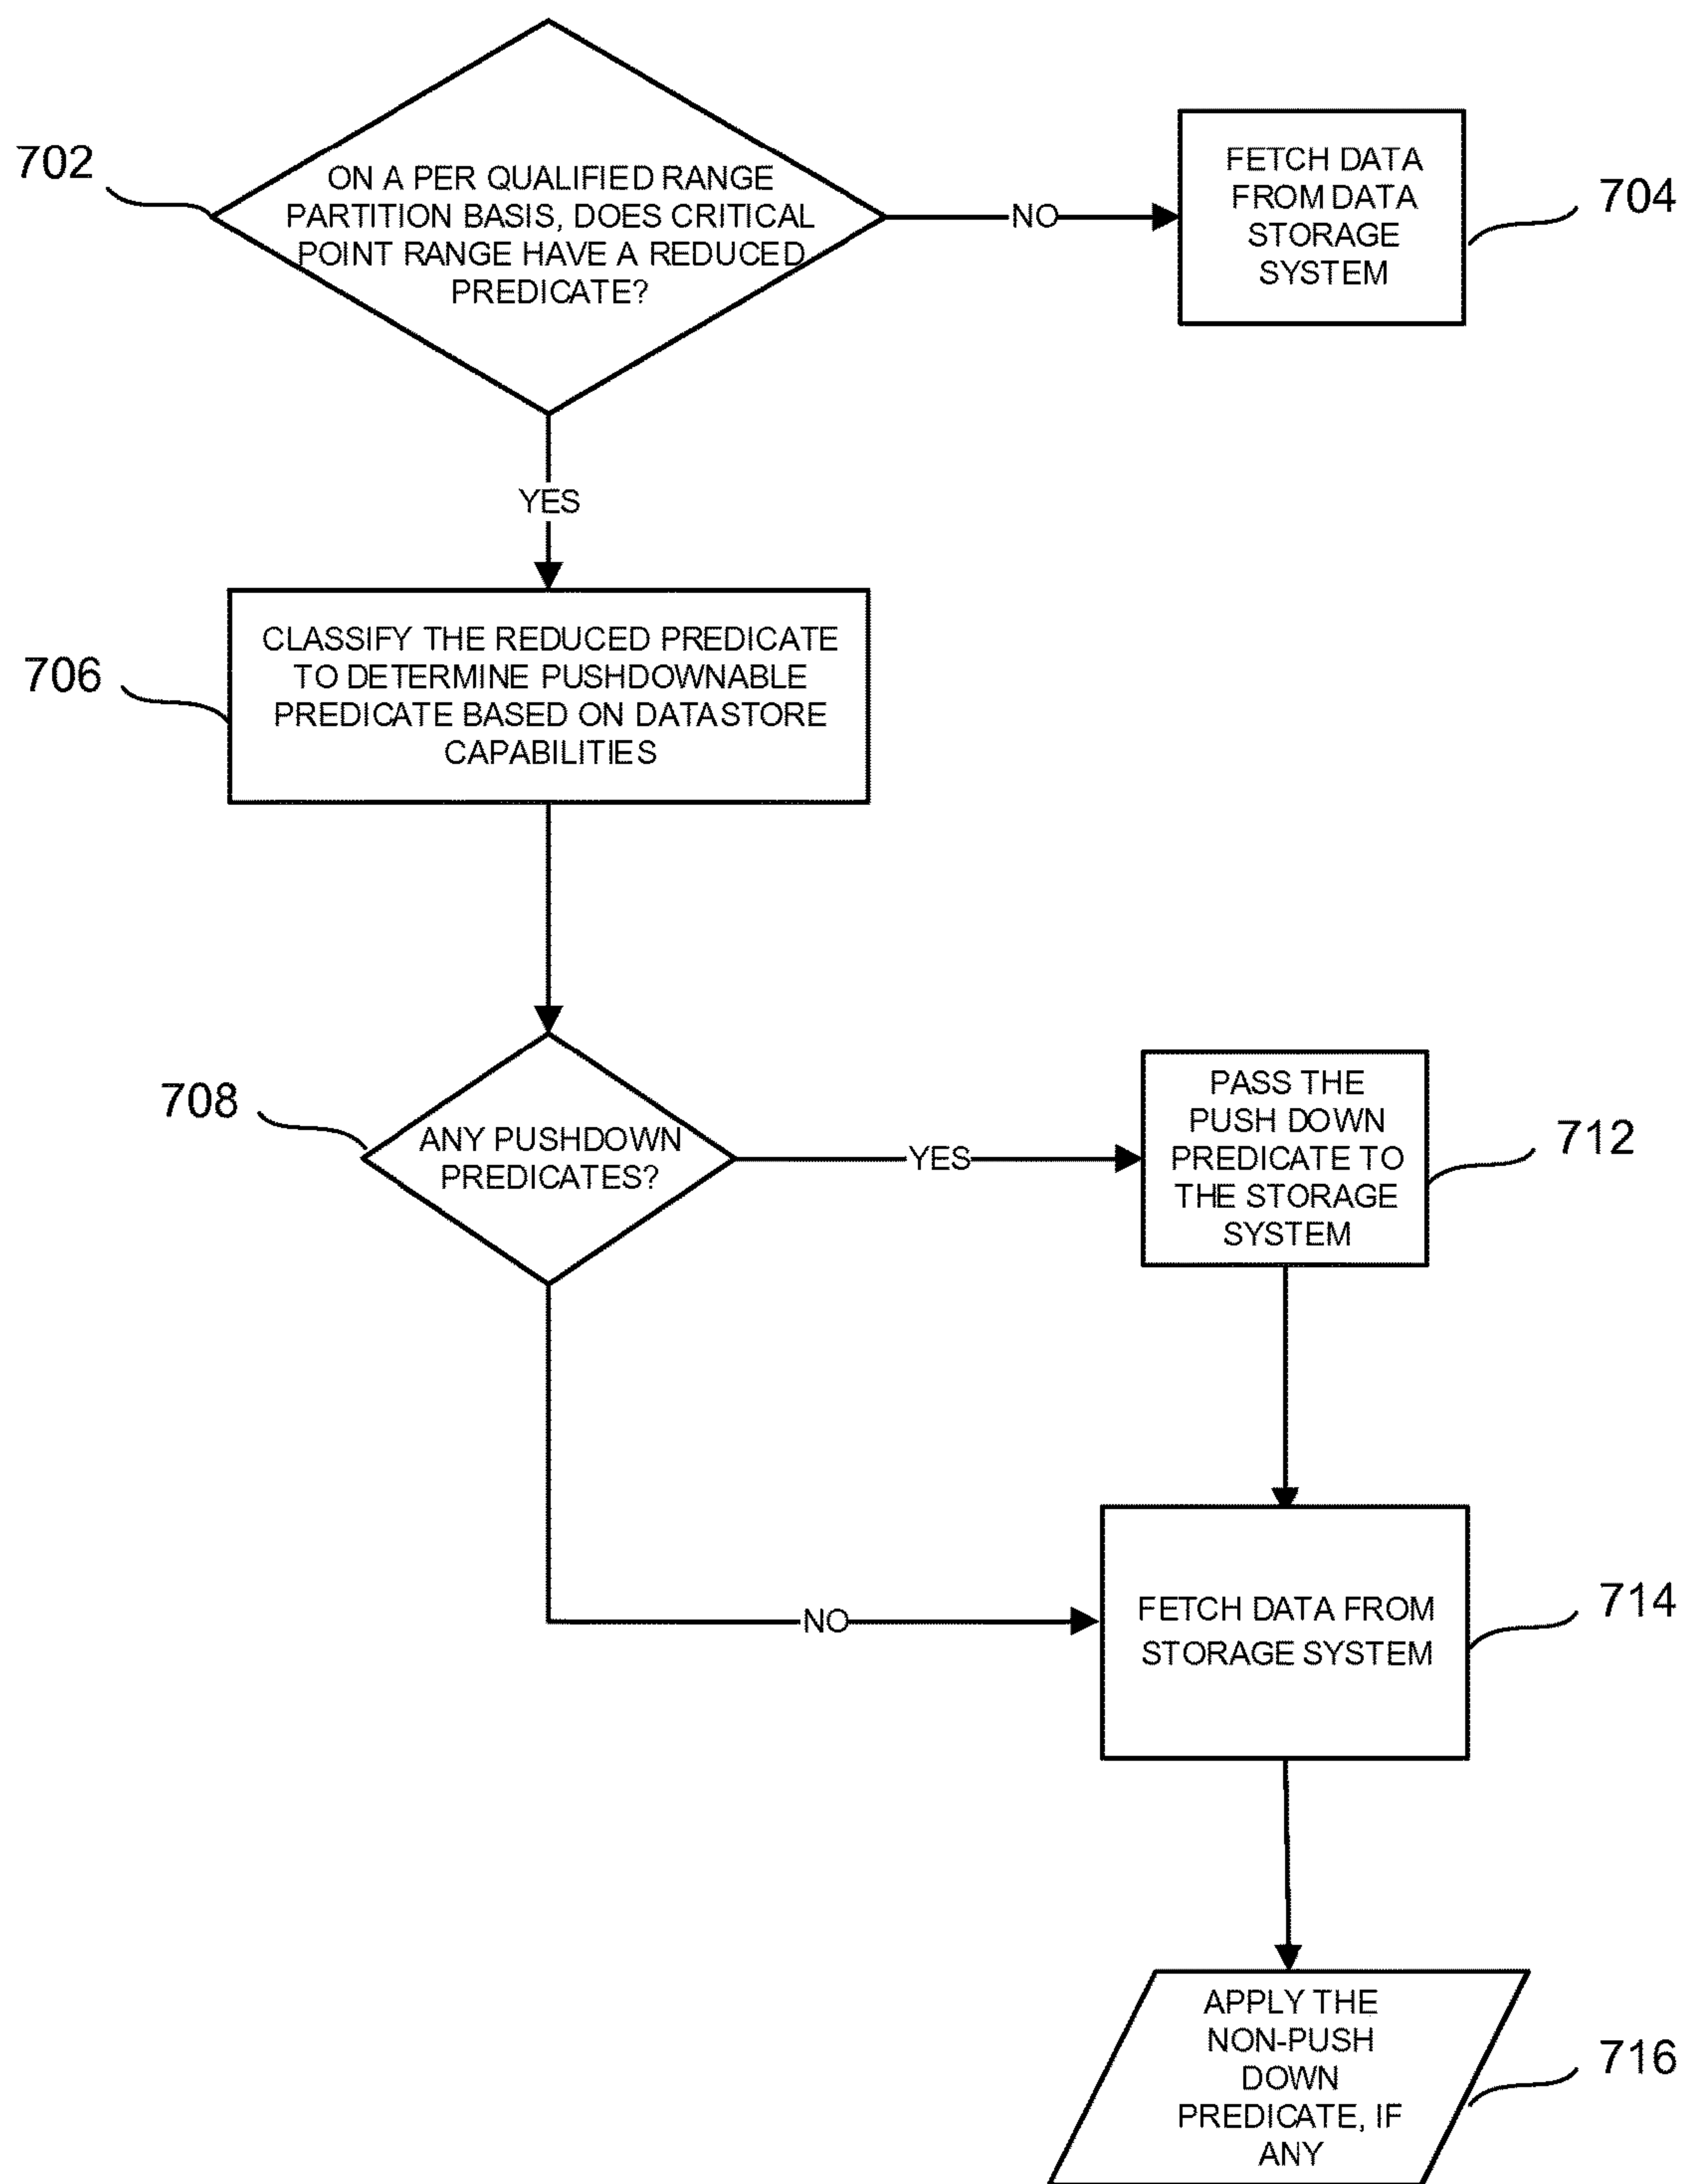 702
ON A PER QUALIFIED RANGE
PARTITION BASIS, DOES CRITICAL
POINT RANGE HAVE A REDUCED
PREDICATE?
NO
FETCH DATA
FROM DATA
STORAGE
SYSTEM
704
YES
706
CLASSIFY THE REDUCED PREDICATE
TO DETERMINE PUSHDOWNABLE
PREDICATE BASED ON DATASTORE
CAPABILITIES
708
ANY PUSHDOWN
PREDICATES?
YES
PASS THE
PUSH DOWN
PREDICATE TO
THE STORAGE
SYSTEM
712
NO
FETCH DATA FROM
STORAGE SYSTEM
714
APPLY THE
NON-PUSH
DOWN
PREDICATE, IF
ANY
716